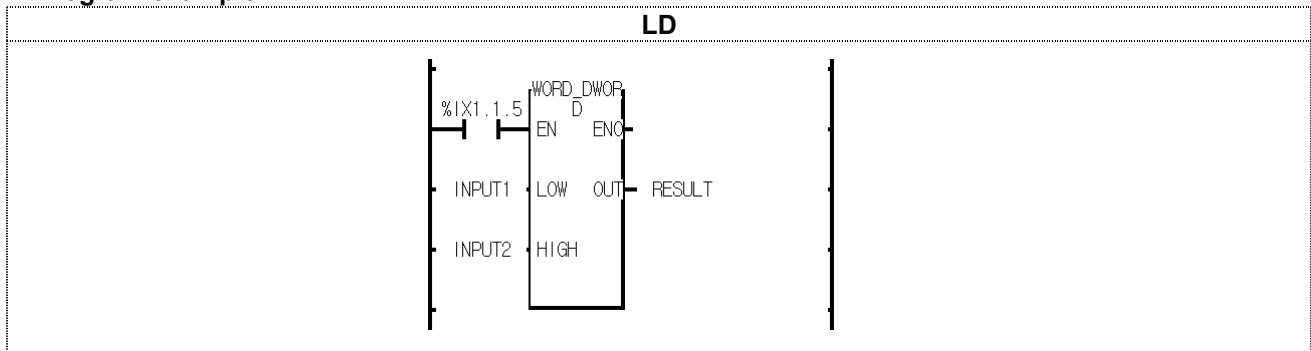 LD
WORD_DWOR
D
%IX1.1.5
EN ENO
INPUT1 LOW OUT RESULT
INPUT2 HIGH